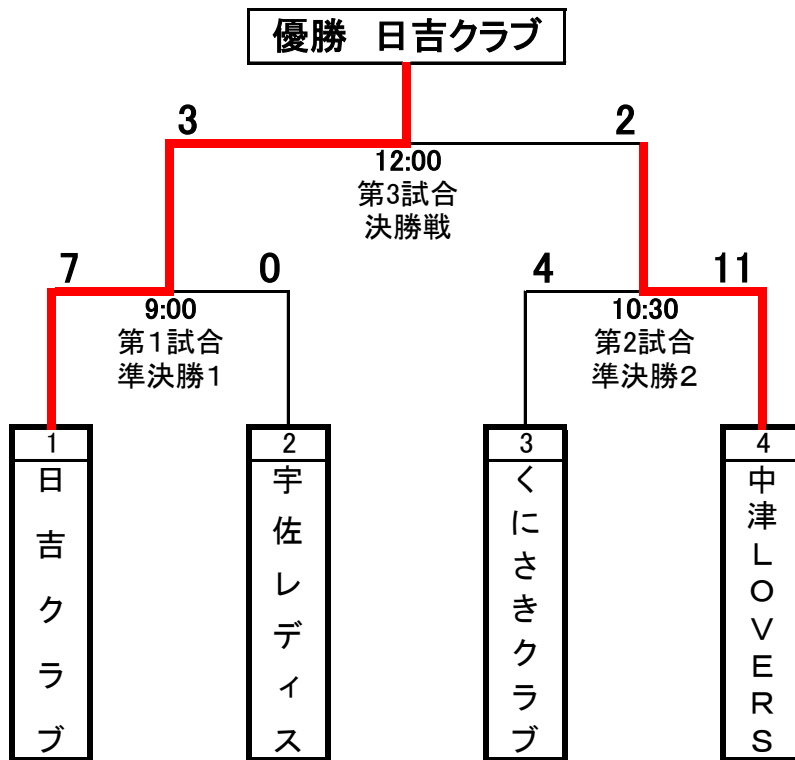 優勝　日吉クラブ
3
2
12:00
第3試合
決勝戦
7
0
4
11
9:00
第１試合
準決勝１
10:30
第2試合
準決勝２
1
日吉クラブ
2
宇佐レディス
3
くにさきクラブ
4
中津ＬＯＶＥＲＳ